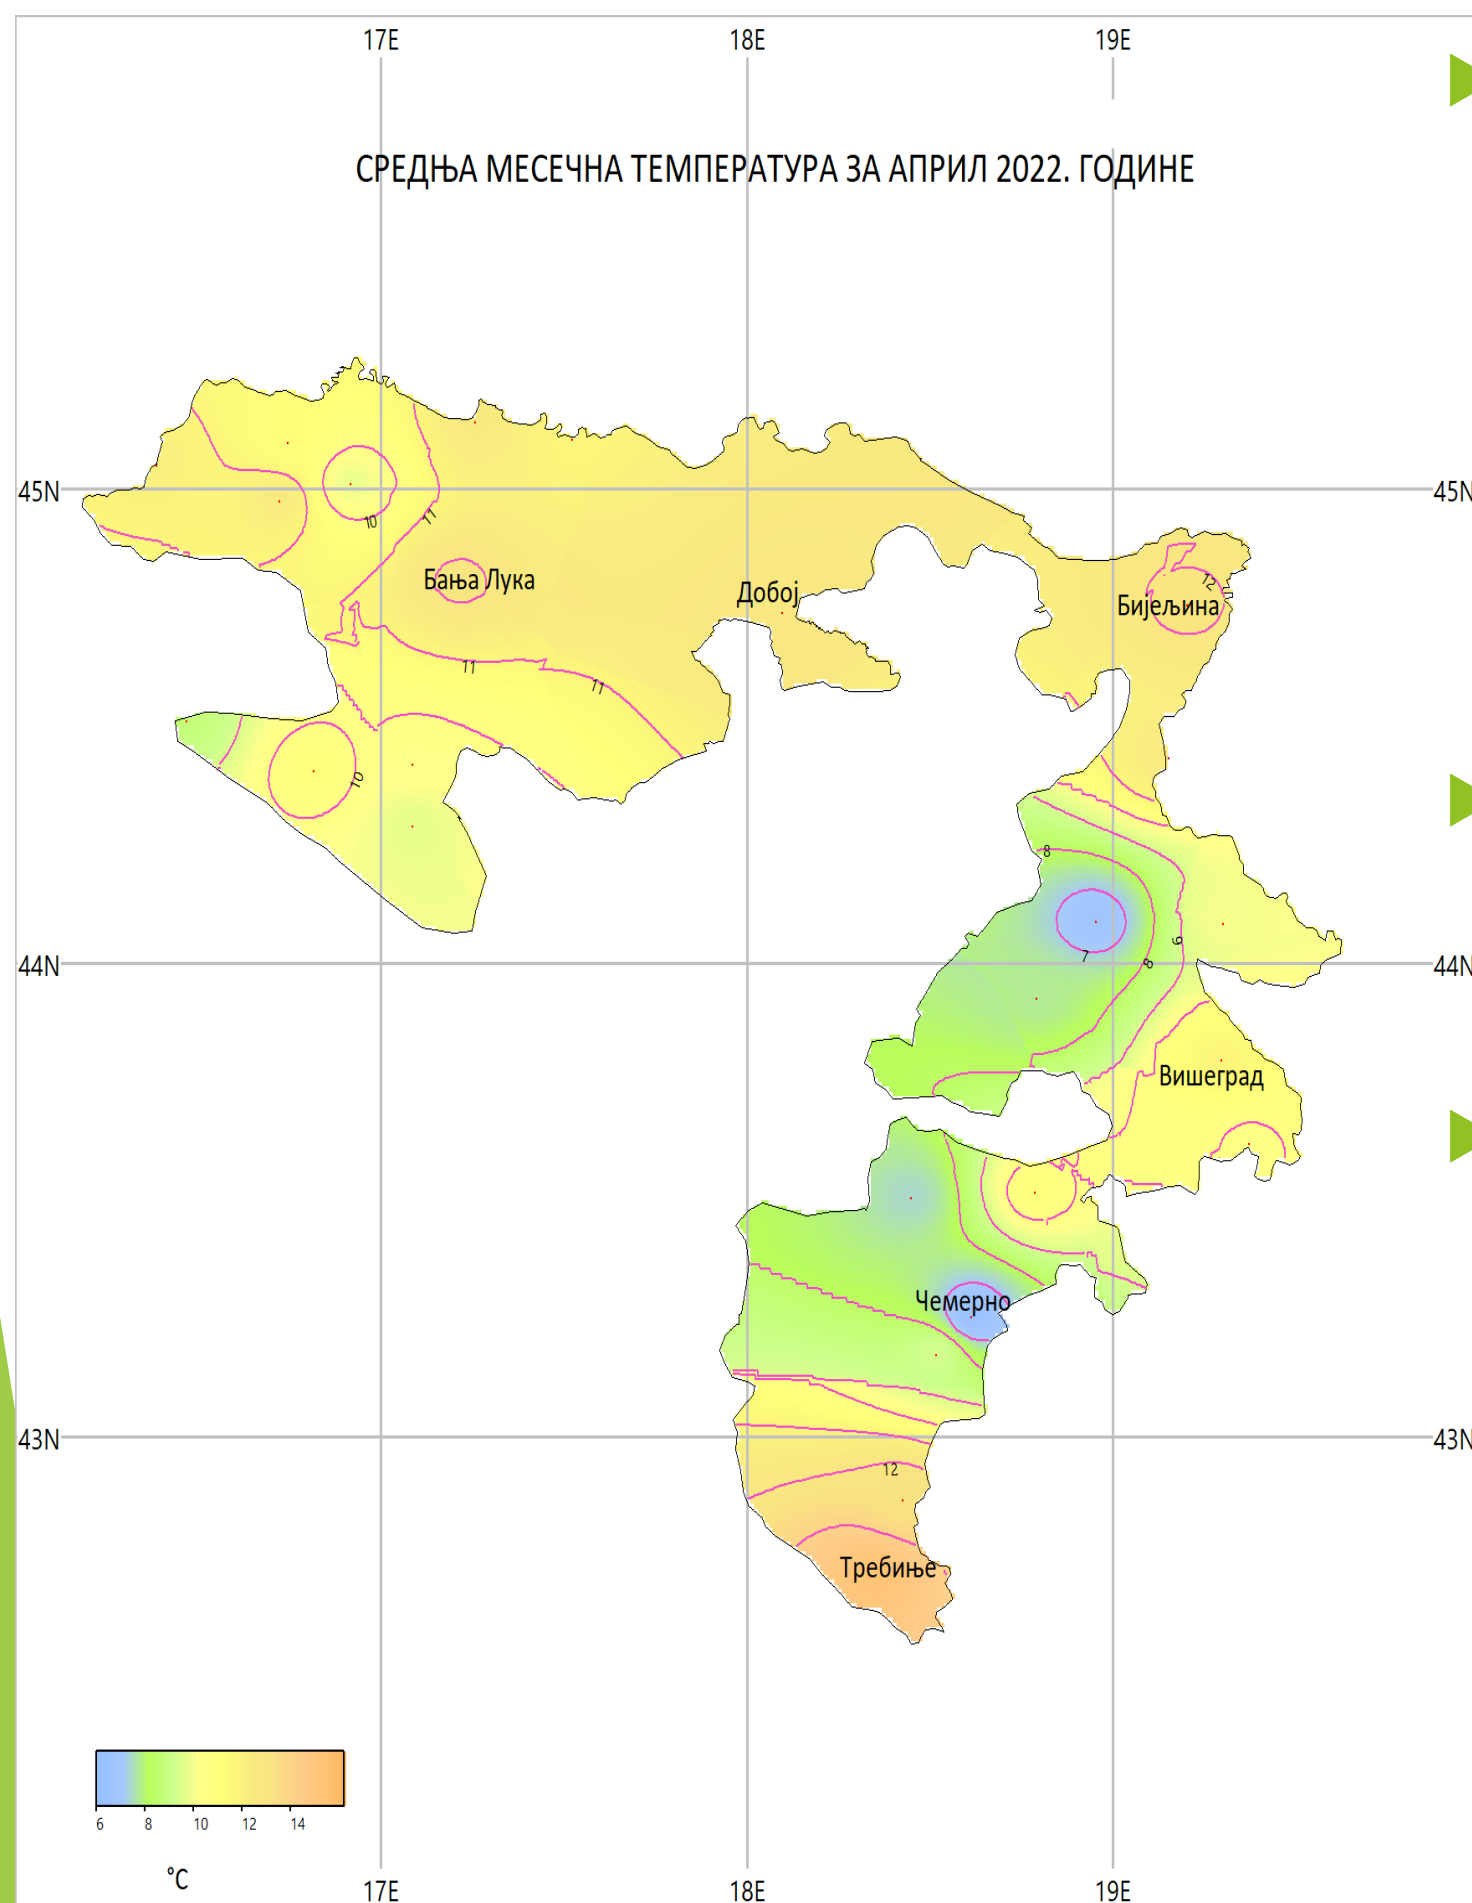 17E 18E 19E
СРЕДЊА МЕСЕЧНА ТЕМПЕРАТУРА ЗА АПРИЛ 2022. ГОДИНЕ
45N 45N
10 11
Бања Лука
12
Добој
Бијељина
11
11
10
8
9
7 8
44N 44N
Вишеград
Чемерно
43N 43N
12
Требиње
6 8 10 12 14
°C
17E 18E 19E